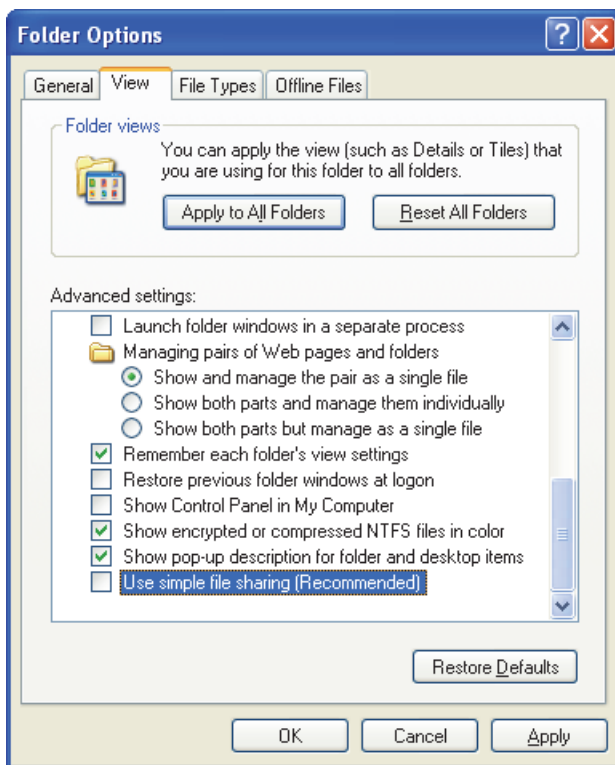 Folder Options
General View File Types Offline Files
Folder views
You can apply the view (such as Details or Tiles) that
you are using for this folder to all folders.
Apply to All Folders Reset All Folders
Advanced settings:
Launch folder windows in a separate process
Managing pairs of Web pages and folders
Show and manage the pair as a single file
Show both parts and manage them individually
Show both parts but manage as a single file
Remember each folder's view settings
Restore previous folder windows at logon
Show Control Panel in My Computer
Show encrypted or compressed NTFS files in color
Show pop-up description for folder and desktop items
Use simple file sharing (Recommended)
Restore Defaults
OK Cancel Apply